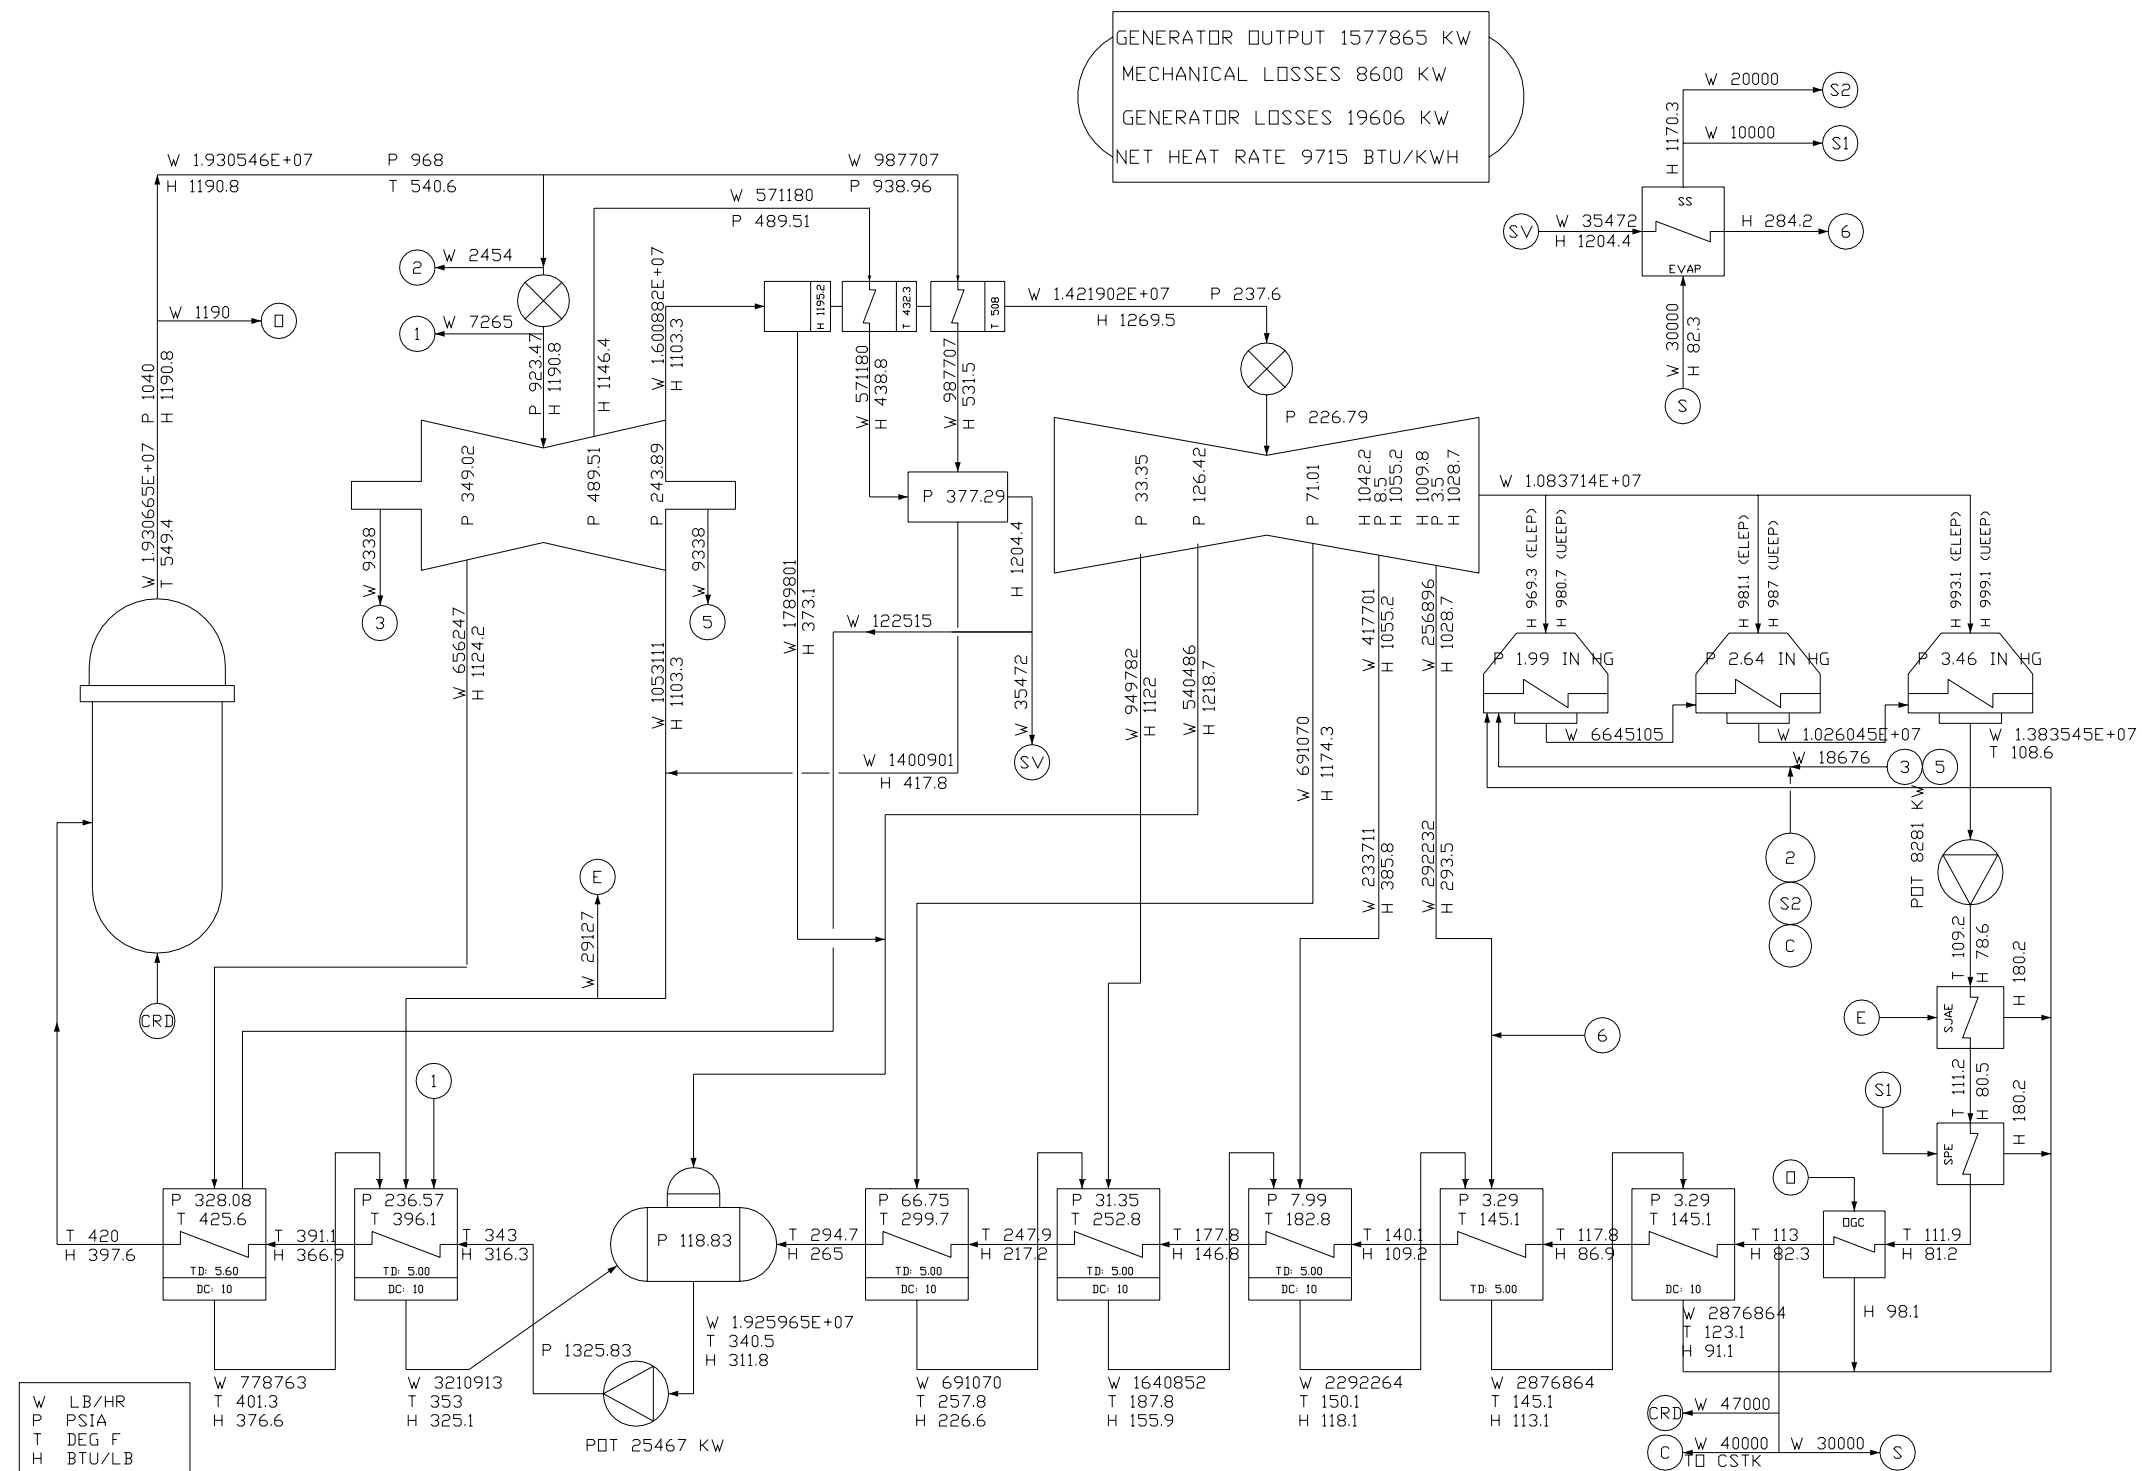 GENERATOR OUTPUT 1577865 KW
MECHANICAL LOSSES 8600 KW
GENERATOR LOSSES 19606 KW
NET HEAT RATE 9715 BTU/KWH
W 20000
S2
W 10000
S1
H 1170.3
SS
EVAP
SV
W 35472
H 1204.4
H 284.2
6
W 30000
H 82.3
S
W 1.930546E+07
H 1190.8
P 968
T 540.6
W 987707
P 938.96
W 571180
P 489.51
W 2454
2
W 7265
1
W 1190
O
P 1040
H 1190.8
W 1.930665E+07
T 549.4
P 923.47
H 1190.8
H 1146.4
W 1.600882E+07
H 1103.3
H 1195.2
T 432.3
T 508
W 1.421902E+07
P 237.6
H 1269.5
W 571180
H 438.8
W 987707
H 531.5
P 226.79
P 349.02
P 489.51
P 243.89
P 377.29
P 33.35
P 126.42
P 71.01
H 1042.2
P 8.5
H 1055.2
H 1009.8
P 3.5
H 1028.7
W 1.083714E+07
H 969.3 (ELEP)
H 980.7 (UEEP)
H 981.1 (ELEP)
H 987 (UEEP)
H 993.1 (ELEP)
H 999.1 (UEEP)
W 9338
3
W 9338
5
W 1789801
H 373.1
H 1204.4
W 122515
W 35472
SV
W 1400901
H 417.8
W 656247
H 1124.2
W 1053111
H 1103.3
W 949782
H 1122
W 540486
H 1218.7
W 691070
H 1174.3
W 417701
H 1055.2
W 256896
H 1028.7
W 233711
H 385.8
W 292232
H 293.5
P 1.99 IN HG
P 2.64 IN HG
P 3.46 IN HG
W 6645105
W 1.026045E+07
W 1.383545E+07
T 108.6
W 18676
3
5
2
S2
C
POT 8281 KW
T 109.2
H 78.6
H 180.2
E
SJAE
T 111.2
H 80.5
H 180.2
S1
SPE
E
W 29127
CRD
1
6
O
OGC
T 111.9
H 81.2
H 98.1
T 420
H 397.6
P 328.08
T 425.6
TD: 5.60
DC: 10
T 391.1
H 366.9
P 236.57
T 396.1
TD: 5.00
DC: 10
T 343
H 316.3
P 118.83
T 294.7
H 265
P 66.75
T 299.7
TD: 5.00
DC: 10
T 247.9
H 217.2
P 31.35
T 252.8
TD: 5.00
DC: 10
T 177.8
H 146.8
P 7.99
T 182.8
TD: 5.00
DC: 10
T 140.1
H 109.2
P 3.29
T 145.1
TD: 5.00
T 117.8
H 86.9
P 3.29
T 145.1
DC: 10
T 113
H 82.3
W 1.925965E+07
T 340.5
H 311.8
P 1325.83
POT 25467 KW
W 778763
T 401.3
H 376.6
W 3210913
T 353
H 325.1
W 691070
T 257.8
H 226.6
W 1640852
T 187.8
H 155.9
W 2292264
T 150.1
H 118.1
W 2876864
T 145.1
H 113.1
W 2876864
T 123.1
H 91.1
CRD
W 47000
C
W 40000
TO CSTK
W 30000
S
W LB/HR
P PSIA
T DEG F
H BTU/LB